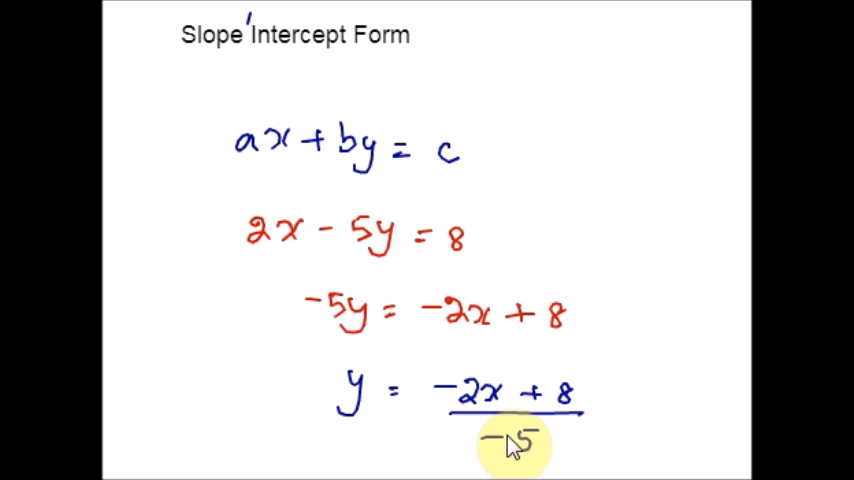 Slope Intercept Form
ax + by = c
2x - 5y = 8
-5y = -2x + 8
y = -2x + 8
-5